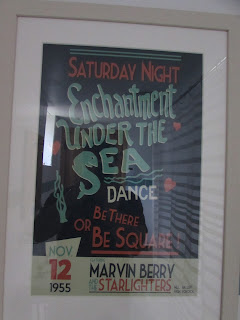 SATURDAY NIGHT
Enchantment
UNDER THE
SEA
DANCE
BE THERE
OR BE SQUARE!
NOV
12
1955
MARVIN BERRY
STARLIGHTERS